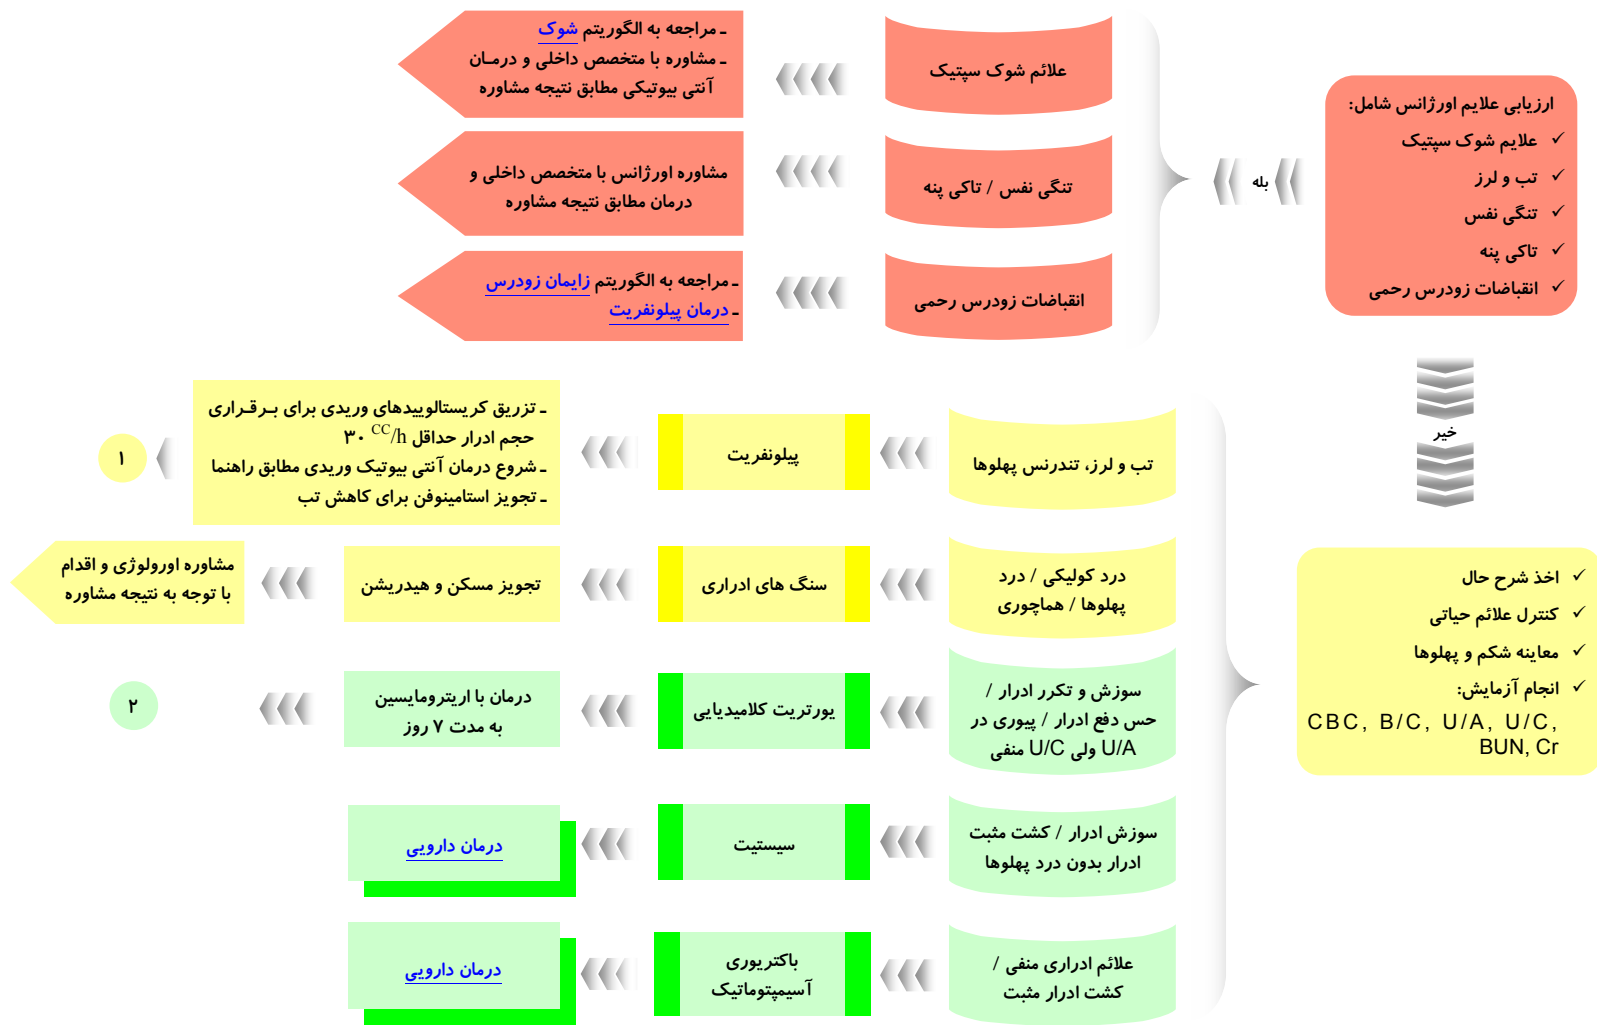 ارزیابی علایم اورژانس شامل:
✓ علایم شوک سپتیک
✓ تب و لرز
✓ تنگی نفس
✓ تاکی پنه
✓ انقباضات زودرس رحمی
بله
علائم شوک سپتیک
ـ مراجعه به الگوریتم شوک
ـ مشاوره با متخصص داخلی و درمـان
آنتی بیوتیکی مطابق نتیجه مشاوره
تنگی نفس / تاکی پنه
مشاوره اورژانس با متخصص داخلی و
درمان مطابق نتیجه مشاوره
انقباضات زودرس رحمی
ـ مراجعه به الگوریتم زایمان زودرس
ـ درمان پیلونفریت
خیر
✓ اخذ شرح حال
✓ کنترل علائم حیاتی
✓ معاینه شکم و پهلوها
✓ انجام آزمایش:
CBC, B/C, U/A, U/C,
BUN, Cr
تب و لرز، تندرنس پهلوها
پیلونفریت
ـ تزریق کریستالوییدهای وریدی برای بـرقـراری
حجم ادرار حداقل ۳۰ CC/h
ـ شروع درمان آنتی بیوتیک وریدی مطابق راهنما
ـ تجویز استامینوفن برای کاهش تب
۱
درد کولیکی / درد
پهلوها / هماچوری
سنگ های ادراری
تجویز مسکن و هیدریشن
مشاوره اورولوژی و اقدام
با توجه به نتیجه مشاوره
سوزش و تکرر ادرار /
حس دفع ادرار / پیوری در
U/A ولی U/C منفی
یورتریت کلامیدیایی
درمان با اریترومایسین
به مدت ۷ روز
۲
سوزش ادرار / کشت مثبت
ادرار بدون درد پهلوها
سیستیت
درمان دارویی
علائم ادراری منفی /
کشت ادرار مثبت
باکتریوری
آسیمپتوماتیک
درمان دارویی